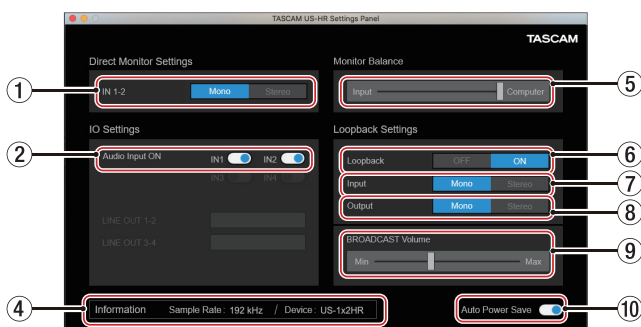 TASCAM US-HR Settings Panel
TASCAM
Direct Monitor Settings
Monitor Balance
1
IN 1-2
Mono
Stereo
Input
Computer
5
IO Settings
Loopback Settings
2
Audio Input ON
IN1
IN2
Loopback
OFF
ON
6
IN3
IN4
Input
Mono
Stereo
7
Output
Mono
Stereo
8
LINE OUT 1-2
LINE OUT 3-4
BROADCAST Volume
Min
Max
9
4
Information
Sample Rate : 192 kHz / Device : US-1x2HR
Auto Power Save
10